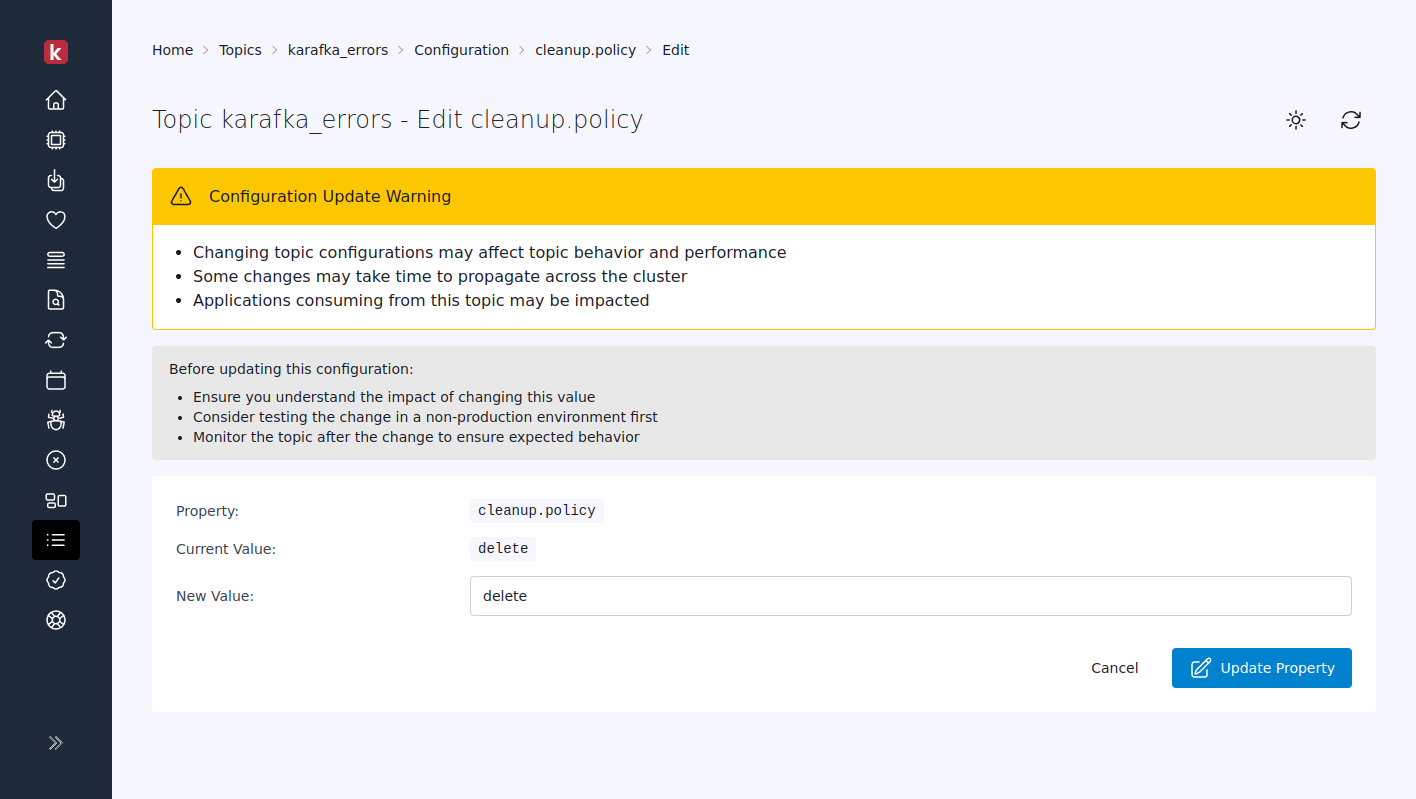 k
Home > Topics > karafka_errors > Configuration > cleanup.policy > Edit
Topic karafka_errors - Edit cleanup.policy
Configuration Update Warning
• Changing topic configurations may affect topic behavior and performance
• Some changes may take time to propagate across the cluster
• Applications consuming from this topic may be impacted
Before updating this configuration:
• Ensure you understand the impact of changing this value
• Consider testing the change in a non-production environment first
• Monitor the topic after the change to ensure expected behavior
Property: cleanup.policy
Current Value: delete
New Value: delete
Cancel Update Property